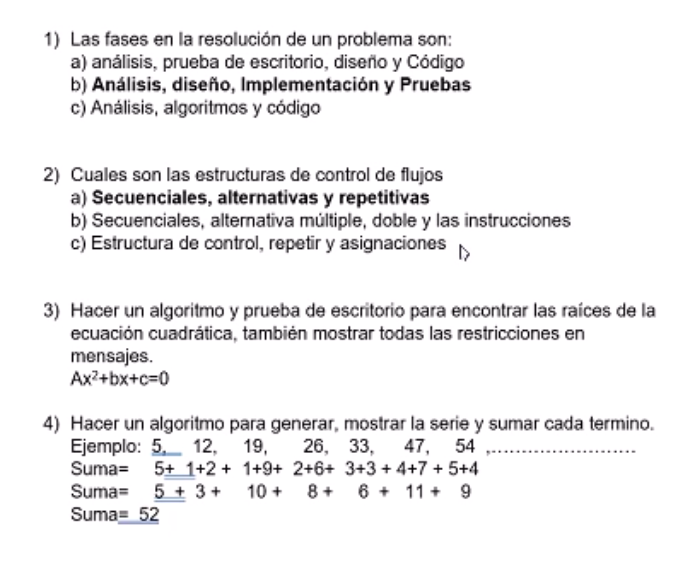 1) Las fases en la resolución de un problema son:
a) análisis, prueba de escritorio, diseño y Código
b) Análisis, diseño, Implementación y Pruebas
c) Análisis, algoritmos y código
2) Cuales son las estructuras de control de flujos
a) Secuenciales, alternativas y repetitivas
b) Secuenciales, alternativa múltiple, doble y las instrucciones
c) Estructura de control, repetir y asignaciones
3) Hacer un algoritmo y prueba de escritorio para encontrar las raíces de la
ecuación cuadrática, también mostrar todas las restricciones en
mensajes.
Ax²+bx+c=0
4) Hacer un algoritmo para generar, mostrar la serie y sumar cada termino.
Ejemplo: 5, 12, 19, 26, 33, 47, 54 ,........................
Suma= 5+ 1+2 + 1+9+ 2+6+ 3+3 + 4+7 + 5+4
Suma= 5 + 3 + 10 + 8 + 6 + 11 + 9
Suma= 52